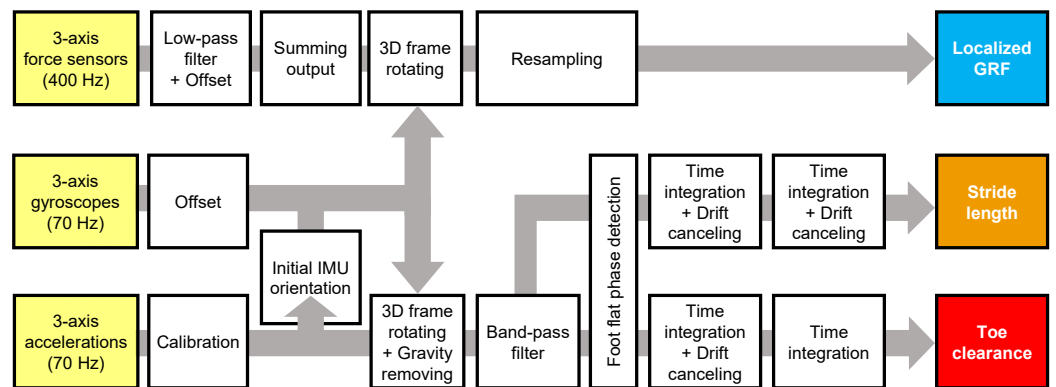 3-axis
force sensors
(400 Hz)
Low-pass
filter
+ Offset
Summing
output
3D frame
rotating
Resampling
Localized
GRF
3-axis
gyroscopes
(70 Hz)
Offset
Initial IMU
orientation
Foot flat phase detection
Time
integration
+ Drift
canceling
Time
integration
+ Drift
canceling
Stride
length
3-axis
accelerations
(70 Hz)
Calibration
3D frame
rotating
+ Gravity
removing
Band-pass
filter
Time
integration
+ Drift
canceling
Time
integration
Toe
clearance